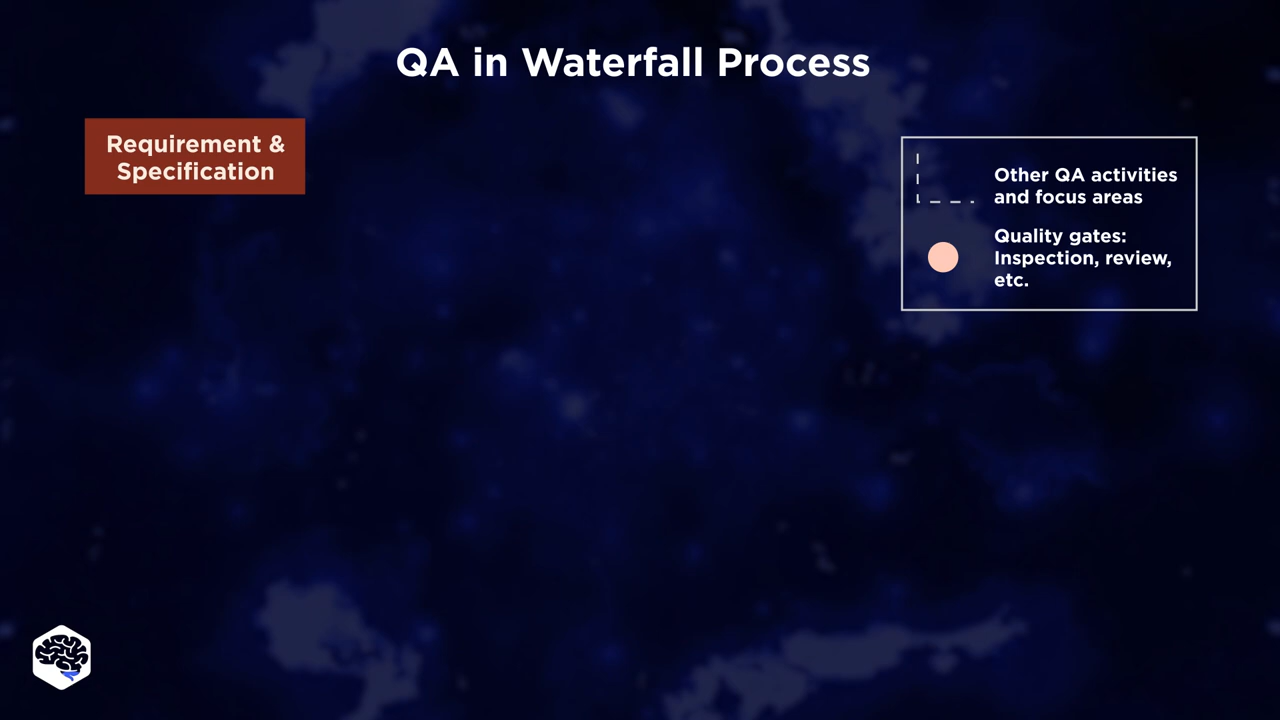 QA in Waterfall Process
Requirement &
Specification
Other QA activities
and focus areas
Quality gates:
Inspection, review,
etc.